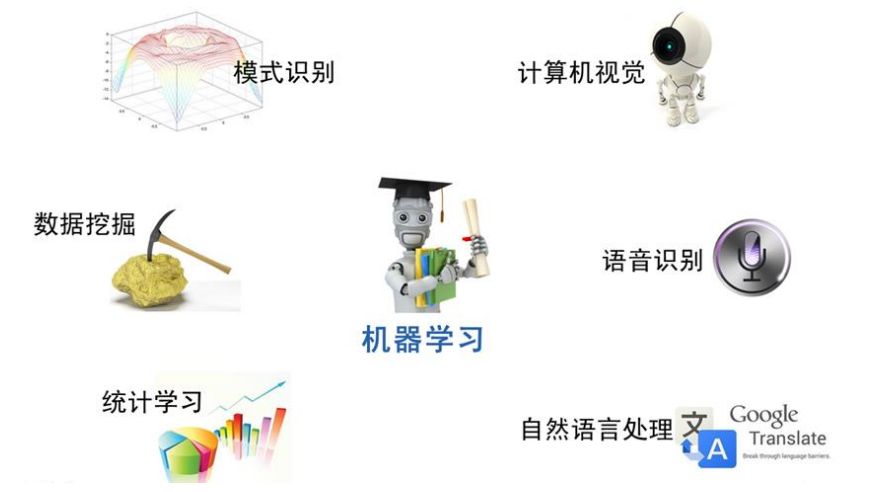 模式识别
计算机视觉
数据挖掘
语音识别
机器学习
统计学习
自然语言处理
文
A
Google
Translate
Break through language barriers.